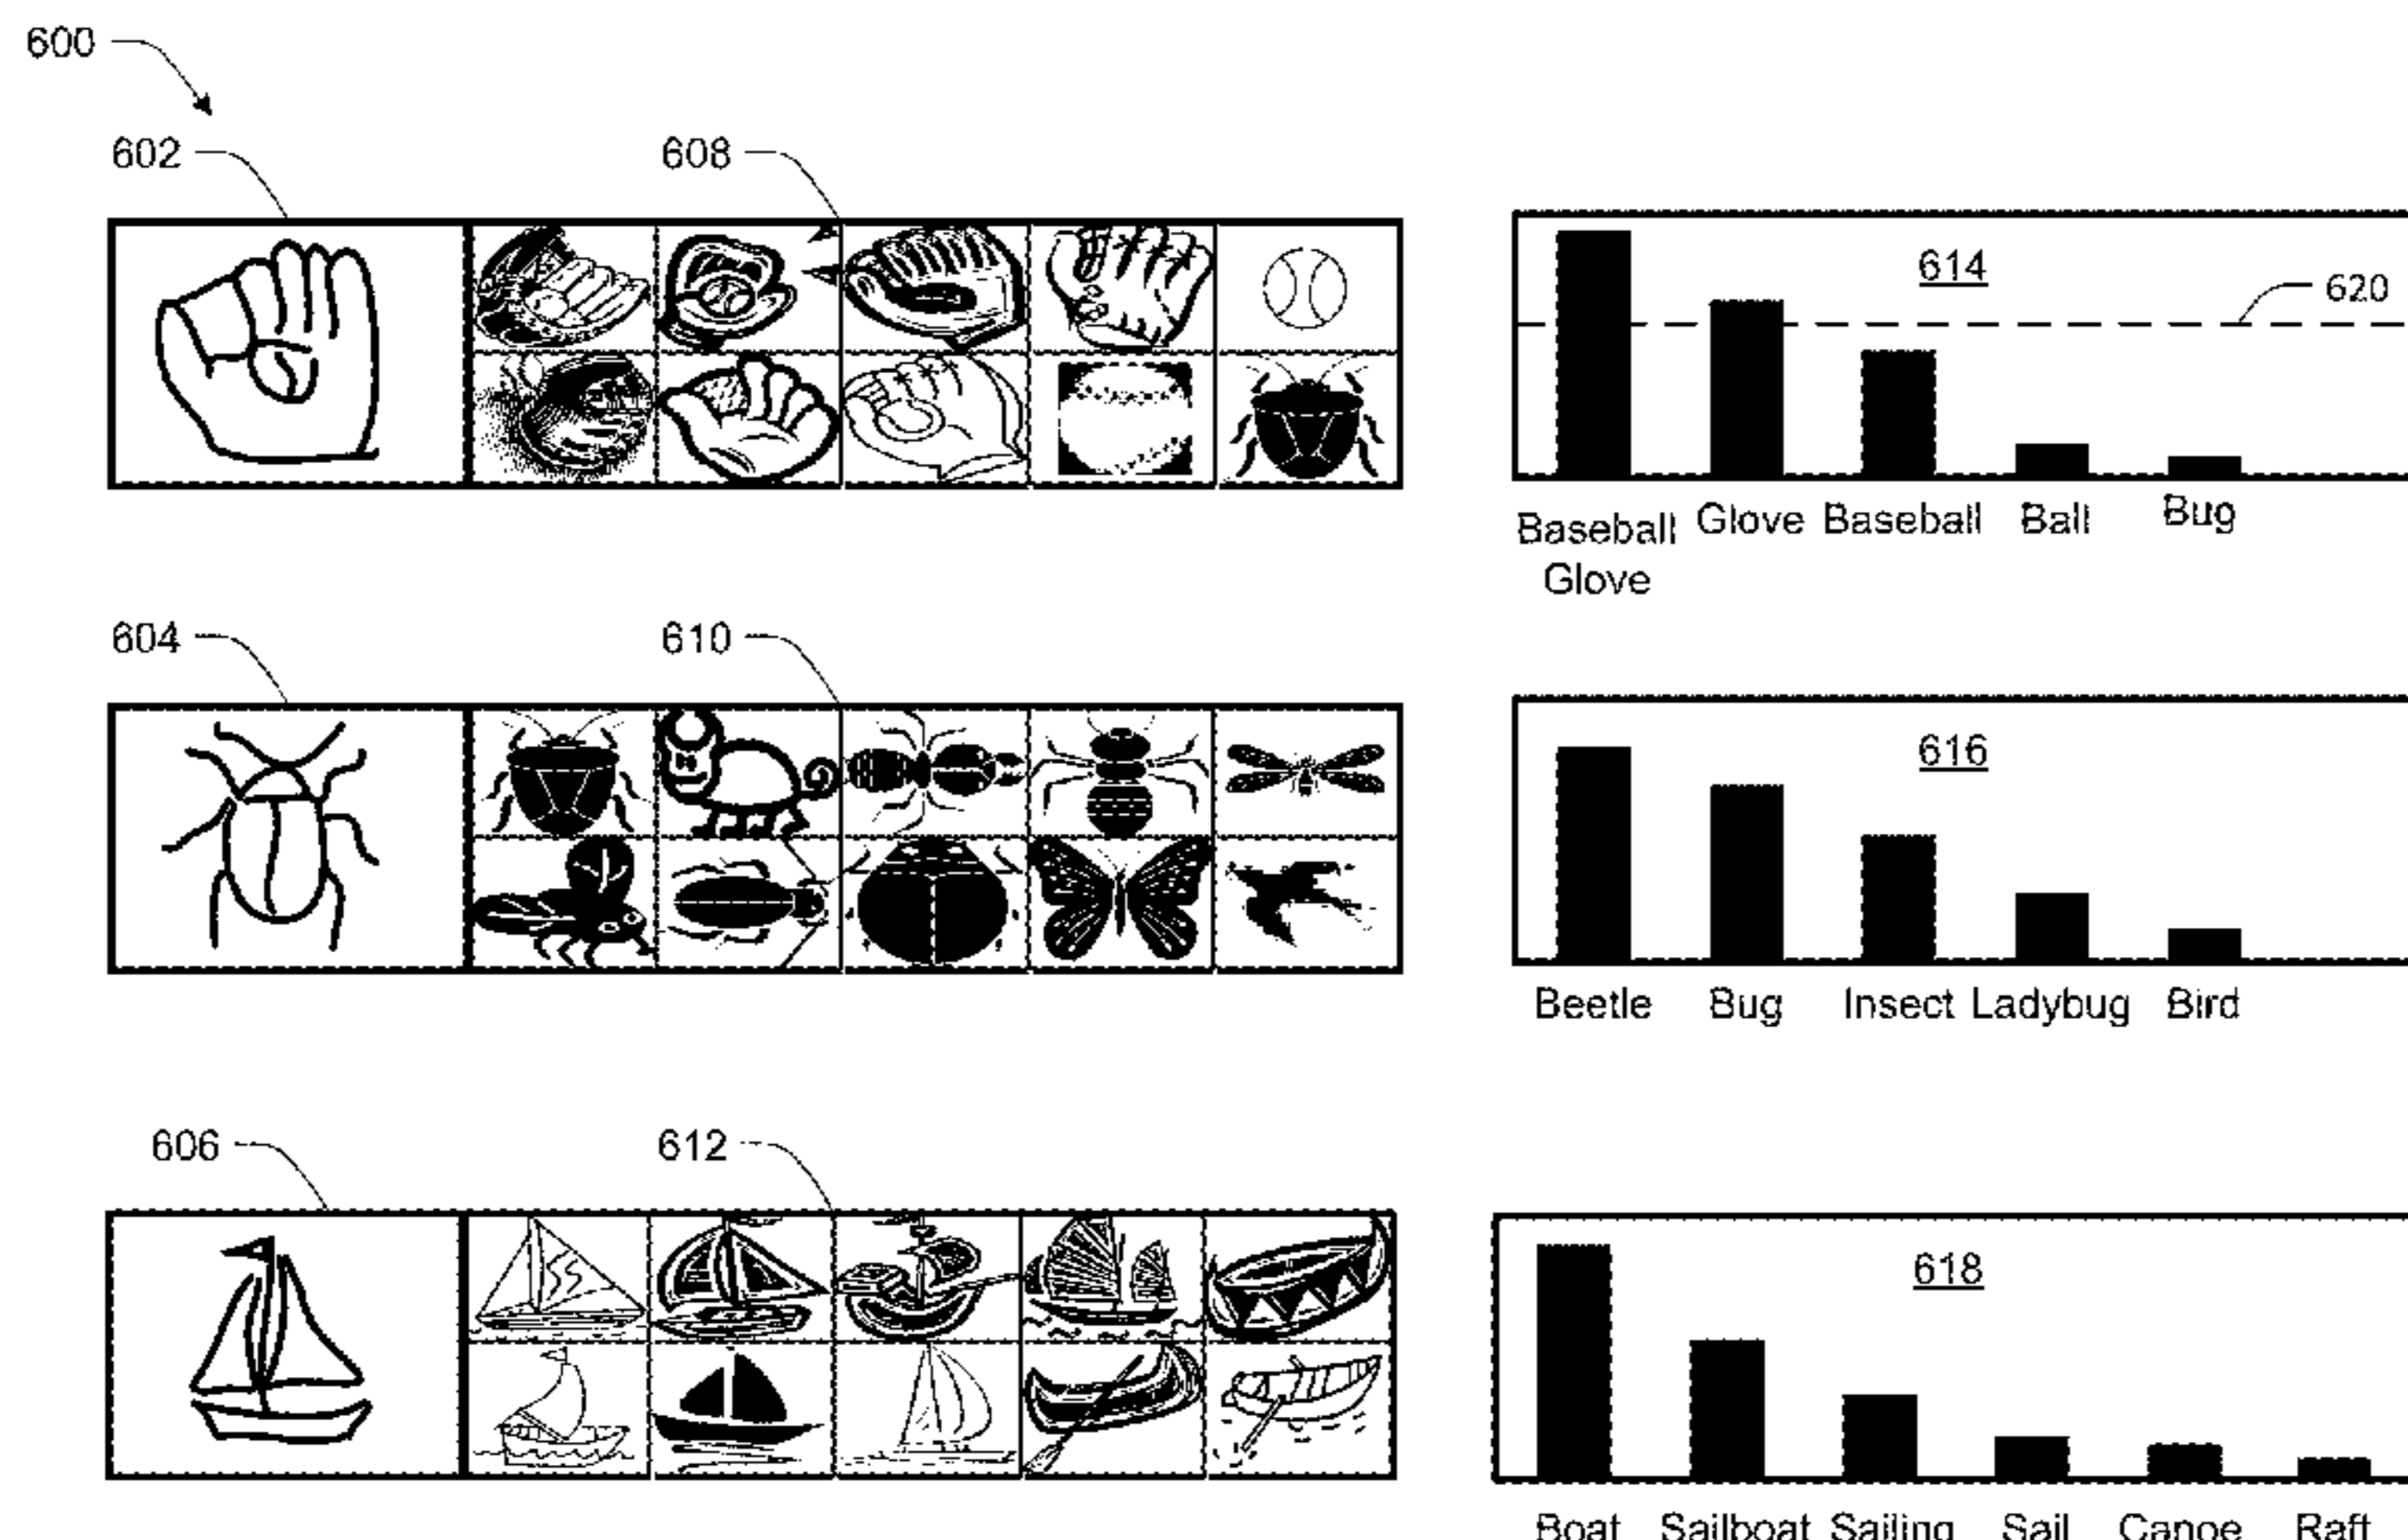 600
602
608
614
620
Baseball Glove Baseball Ball Bug
Glove
604
610
616
Beetle Bug Insect Ladybug Bird
606
612
618
Boat Sailboat Sailing Sail Canoe Raft